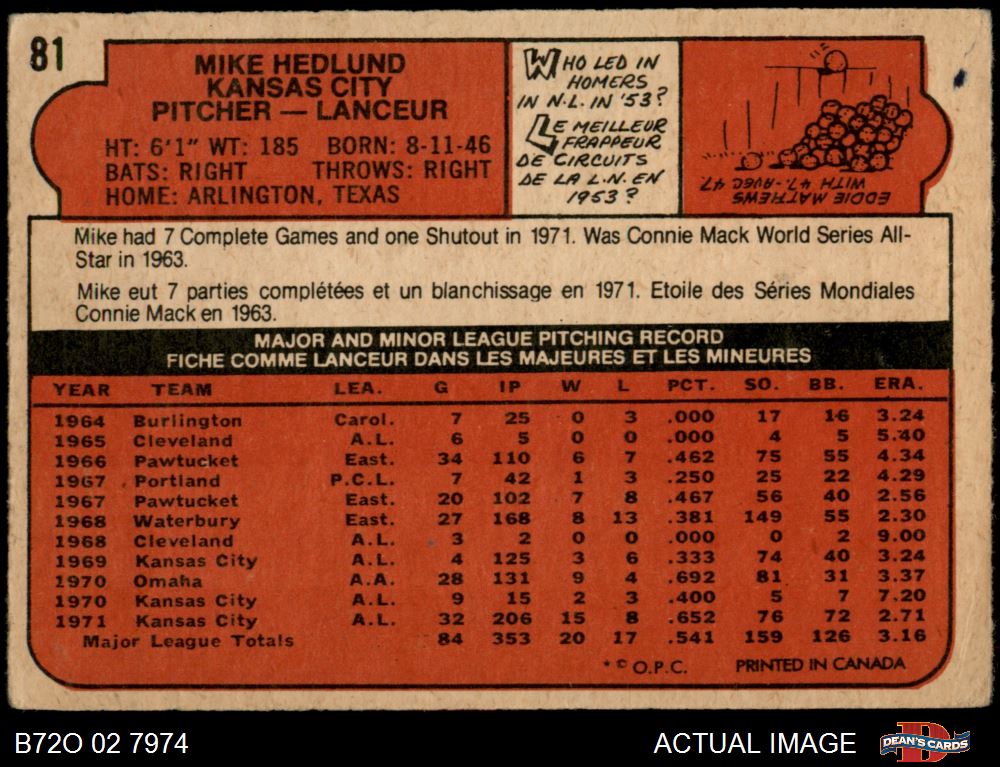 81
MIKE HEDLUND
KANSAS CITY
PITCHER — LANCEUR
HT: 6'1" WT: 185 BORN: 8-11-46
BATS: RIGHT THROWS: RIGHT
HOME: ARLINGTON, TEXAS
WHO LED IN
HOMERS
IN N.L. IN '53?
LE MEILLEUR
FRAPPEUR
DE CIRCUITS
DE LA L.N. EN
1953?
EDDIE MATHEWS
WITH 47. - AVEC 47
Mike had 7 Complete Games and one Shutout in 1971. Was Connie Mack World Series All-
Star in 1963.
Mike eut 7 parties complétées et un blanchissage en 1971. Etoile des Séries Mondiales
Connie Mack en 1963.
MAJOR AND MINOR LEAGUE PITCHING RECORD
FICHE COMME LANCEUR DANS LES MAJEURES ET LES MINEURES
YEAR TEAM LEA. G IP W L PCT. SO. BB. ERA.
1964 Burlington Carol. 7 25 0 3 .000 17 16 3.24
1965 Cleveland A.L. 6 5 0 0 .000 4 5 5.40
1966 Pawtucket East. 34 110 6 7 .462 75 55 4.34
1967 Portland P.C.L. 7 42 1 3 .250 25 22 4.29
1967 Pawtucket East. 20 102 7 8 .467 56 40 2.56
1968 Waterbury East. 27 168 8 13 .381 149 55 2.30
1968 Cleveland A.L. 3 2 0 0 .000 0 2 9.00
1969 Kansas City A.L. 4 125 3 6 .333 74 40 3.24
1970 Omaha A.A. 28 131 9 4 .692 81 31 3.37
1970 Kansas City A.L. 9 15 2 3 .400 5 7 7.20
1971 Kansas City A.L. 32 206 15 8 .652 76 72 2.71
Major League Totals 84 353 20 17 .541 159 126 3.16
* © O.P.C. PRINTED IN CANADA
B72O 02 7974 ACTUAL IMAGE D DEAN'S CARDS